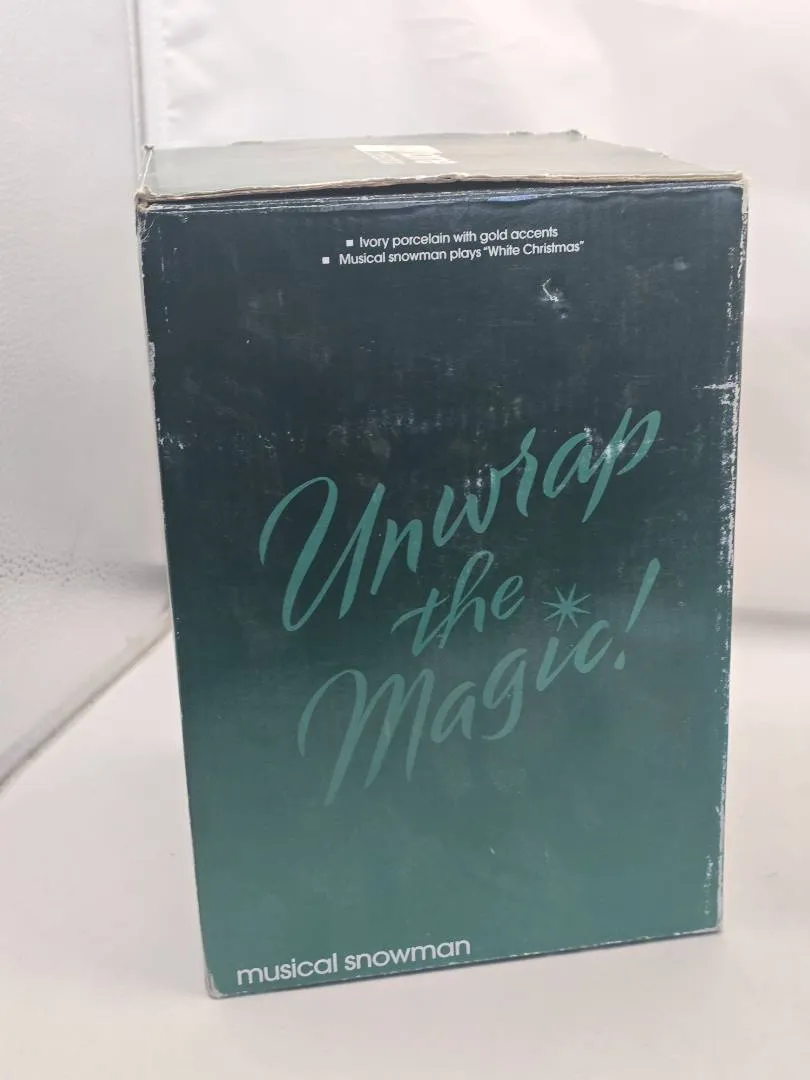 ▪ Ivory porcelain with gold accents
▪ Musical snowman plays "White Christmas"
Unwrap
the
Magic!
musical snowman